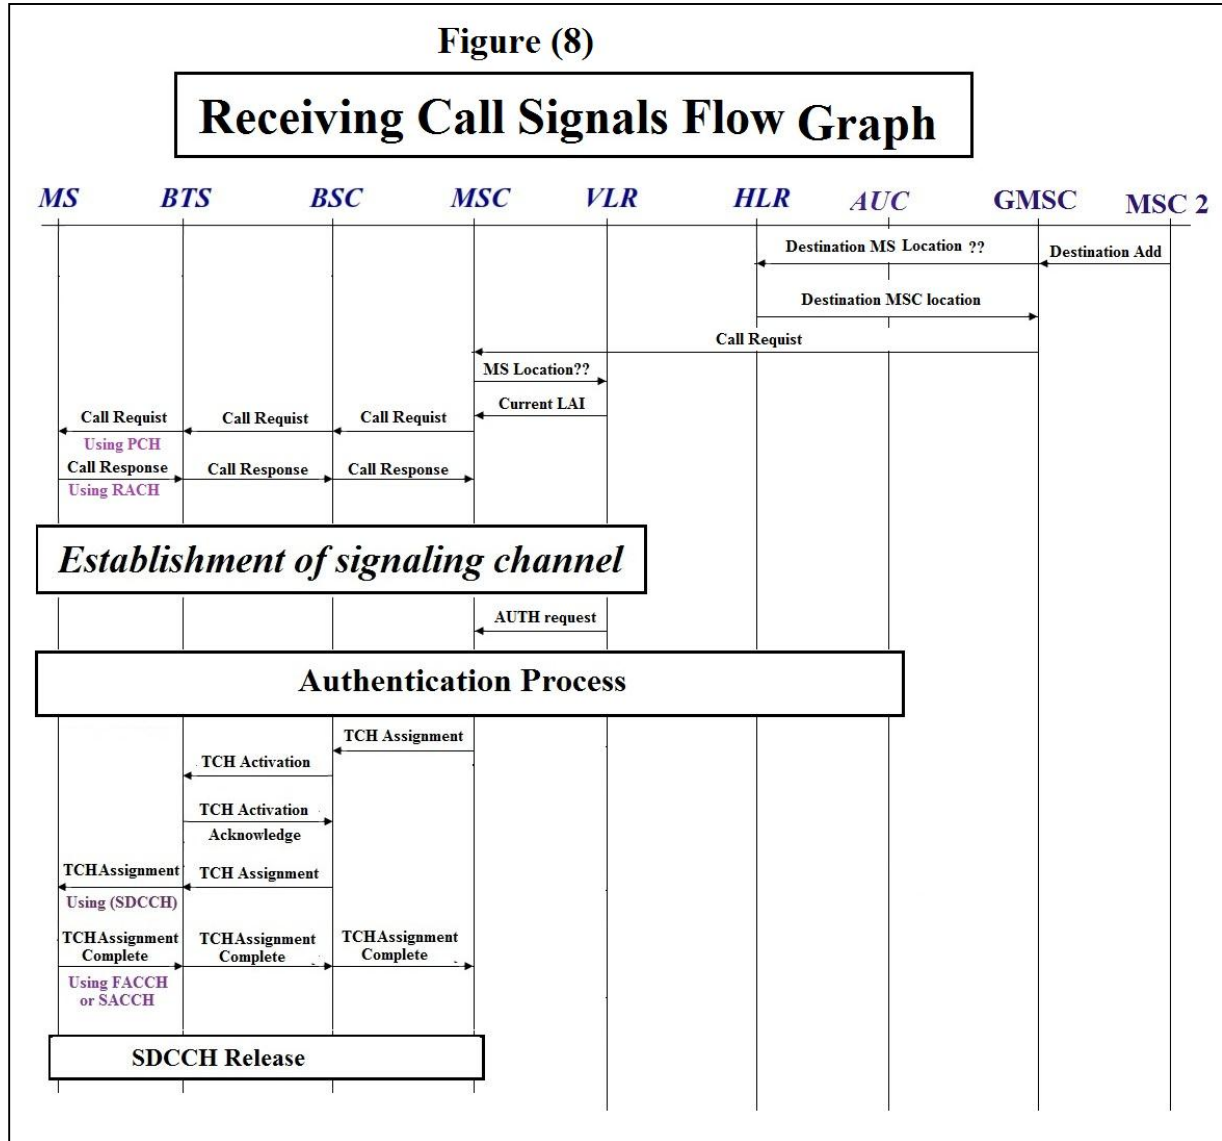 Figure (8)
Receiving Call Signals Flow Graph
MS BTS BSC MSC VLR HLR AUC GMSC MSC 2
Destination MS Location ?? Destination Add
Destination MSC location
Call Requist
MS Location??
Current LAI
Call Requist Call Requist Call Requist
Using PCH
Call Response Call Response Call Response
Using RACH
Establishment of signaling channel
AUTH request
Authentication Process
TCH Assignment
TCH Activation
TCH Activation
Acknowledge
TCHAssignment TCH Assignment
Using (SDCCH)
TCHAssignment TCHAssignment TCHAssignment
Complete Complete Complete
Using FACCH
or SACCH
SDCCH Release